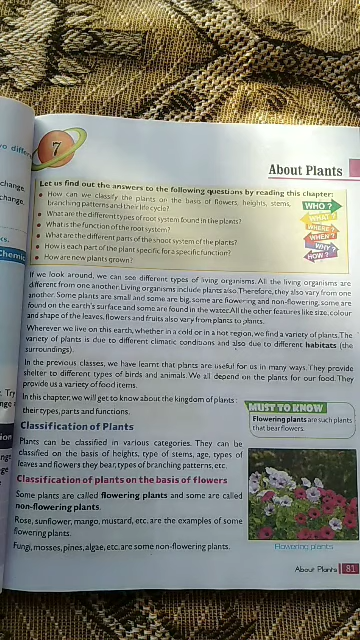 7
About Plants
Let us find out the answers to the following questions by reading this chapter:
• How can we classify the plants on the basis of flowers, heights, stems,
branching patterns and their life cycle?
• What are the different types of root system found in the plants?
• What is the function of the root system?
• What are the different parts of the shoot system of the plants?
• How is each part of the plant specific for a specific function?
• How are new plants grown?
WHO ?
WHAT ?
WHERE ?
WHEN ?
WHY ?
HOW ?
If we look around, we can see different types of living organisms. All the living organisms are
different from one another. Living organisms include plants also. Therefore, they also vary from one
another. Some plants are small and some are big, some are flowering and non-flowering, some are
found on the earth's surface and some are found in the water. All the other features like size, colour
and shape of the leaves, flowers and fruits also vary from plants to plants.
Wherever we live on this earth, whether in a cold or in a hot region, we find a variety of plants. The
variety of plants is due to different climatic conditions and also due to different habitats (the
surroundings).
In the previous classes, we have learnt that plants are useful for us in many ways. They provide
shelter to different types of birds and animals. We all depend on the plants for our food. They
provide us a variety of food items.
In this chapter, we will get to know about the kingdom of plants :
their types, parts and functions.
MUST TO KNOW
Flowering plants are such plants
that bear flowers.
Classification of Plants
Plants can be classified in various categories. They can be
classified on the basis of heights, type of stems, age, types of
leaves and flowers they bear, types of branching patterns, etc.
Classification of plants on the basis of flowers
Some plants are called flowering plants and some are called
non-flowering plants.
Rose, sunflower, mango, mustard, etc. are the examples of some
flowering plants.
Fungi, mosses, pines, algae, etc. are some non-flowering plants.
Flowering plants
About Plants 81
change,
change,
Chemic
Try